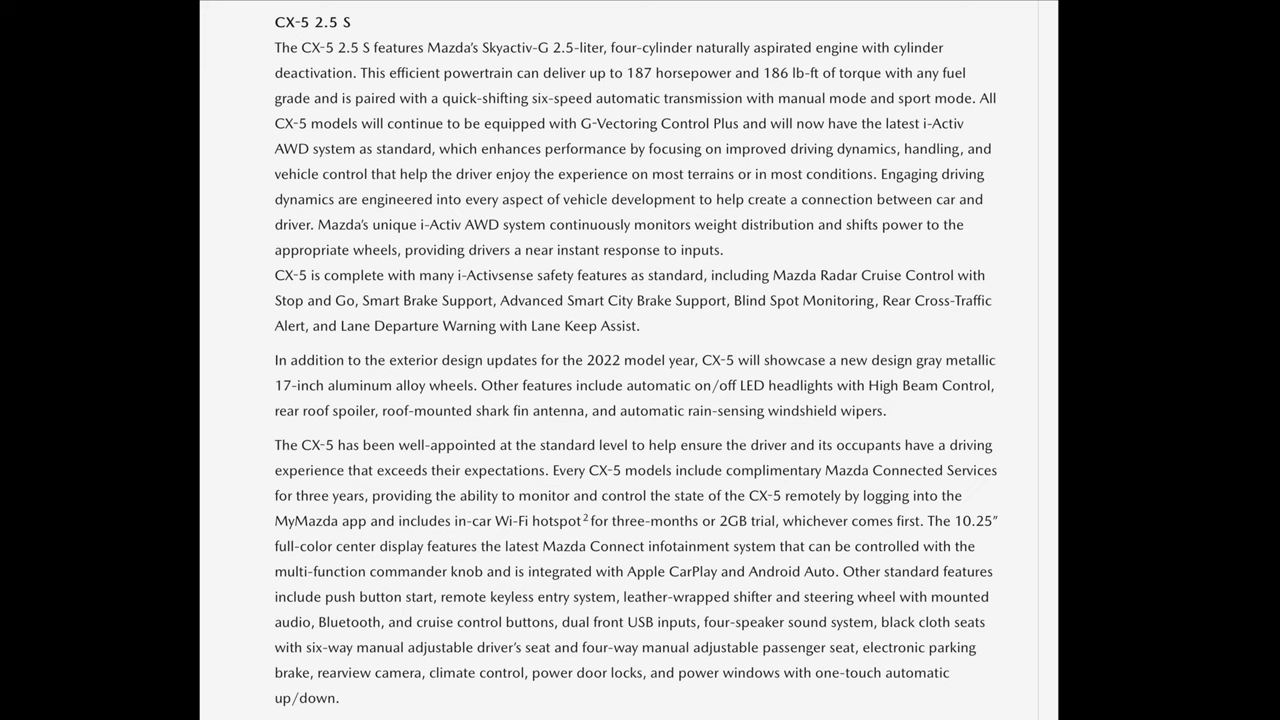 CX-5 2.5 S
The CX-5 2.5 S features Mazda's Skyactiv-G 2.5-liter, four-cylinder naturally aspirated engine with cylinder
deactivation. This efficient powertrain can deliver up to 187 horsepower and 186 lb-ft of torque with any fuel
grade and is paired with a quick-shifting six-speed automatic transmission with manual mode and sport mode. All
CX-5 models will continue to be equipped with G-Vectoring Control Plus and will now have the latest i-Activ
AWD system as standard, which enhances performance by focusing on improved driving dynamics, handling, and
vehicle control that help the driver enjoy the experience on most terrains or in most conditions. Engaging driving
dynamics are engineered into every aspect of vehicle development to help create a connection between car and
driver. Mazda's unique i-Activ AWD system continuously monitors weight distribution and shifts power to the
appropriate wheels, providing drivers a near instant response to inputs.
CX-5 is complete with many i-Activsense safety features as standard, including Mazda Radar Cruise Control with
Stop and Go, Smart Brake Support, Advanced Smart City Brake Support, Blind Spot Monitoring, Rear Cross-Traffic
Alert, and Lane Departure Warning with Lane Keep Assist.
In addition to the exterior design updates for the 2022 model year, CX-5 will showcase a new design gray metallic
17-inch aluminum alloy wheels. Other features include automatic on/off LED headlights with High Beam Control,
rear roof spoiler, roof-mounted shark fin antenna, and automatic rain-sensing windshield wipers.
The CX-5 has been well-appointed at the standard level to help ensure the driver and its occupants have a driving
experience that exceeds their expectations. Every CX-5 models include complimentary Mazda Connected Services
for three years, providing the ability to monitor and control the state of the CX-5 remotely by logging into the
MyMazda app and includes in-car Wi-Fi hotspot² for three-months or 2GB trial, whichever comes first. The 10.25”
full-color center display features the latest Mazda Connect infotainment system that can be controlled with the
multi-function commander knob and is integrated with Apple CarPlay and Android Auto. Other standard features
include push button start, remote keyless entry system, leather-wrapped shifter and steering wheel with mounted
audio, Bluetooth, and cruise control buttons, dual front USB inputs, four-speaker sound system, black cloth seats
with six-way manual adjustable driver's seat and four-way manual adjustable passenger seat, electronic parking
brake, rearview camera, climate control, power door locks, and power windows with one-touch automatic
up/down.